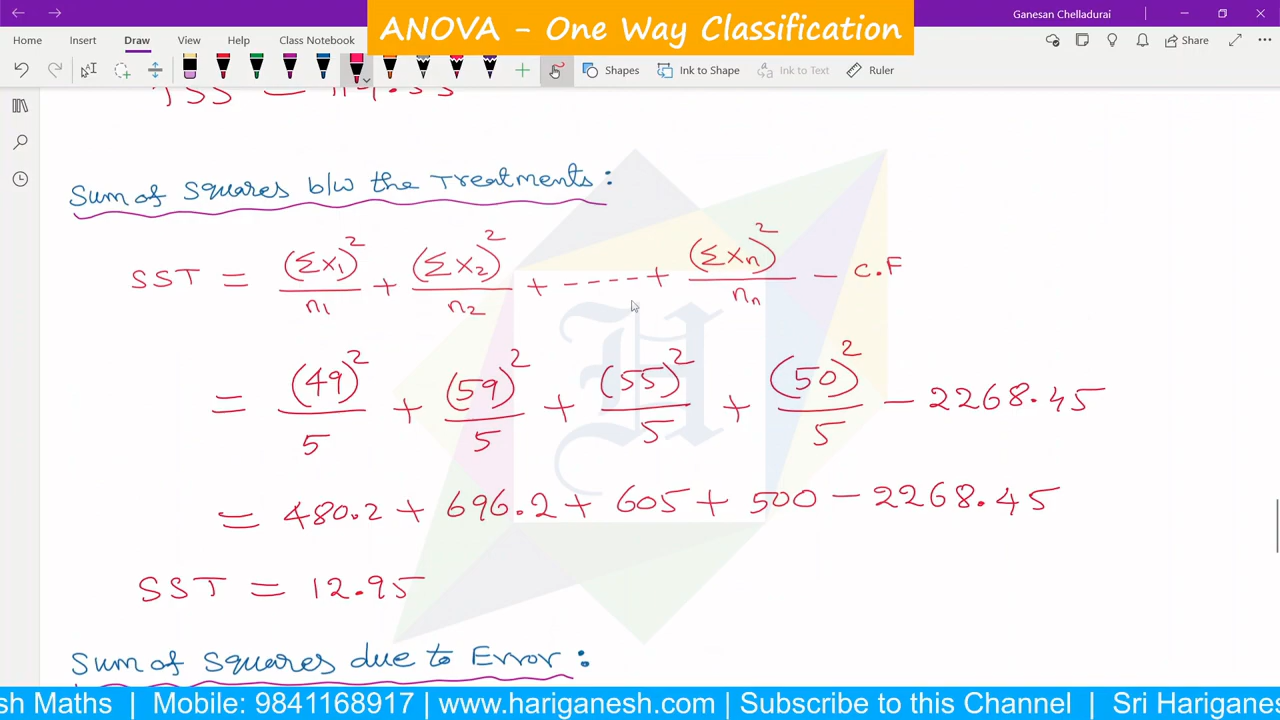 ANOVA - One Way Classification
Ganesan Chelladurai
Home Insert Draw View Help Class Notebook Share
Shapes Ink to Shape Ink to Text Ruler
Sum of Squares b/w the Treatments:
SST = (Σx₁)²/n₁ + (Σx₂)²/n₂ + ----- + (Σxₙ)²/nₙ - C.F
= (49)²/5 + (59)²/5 + (55)²/5 + (50)²/5 - 2268.45
= 480.2 + 696.2 + 605 + 500 - 2268.45
SST = 12.95
Sum of Squares due to Error:
sh Maths | Mobile: 9841168917 | www.hariganesh.com | Subscribe to this Channel | Sri Hariganes